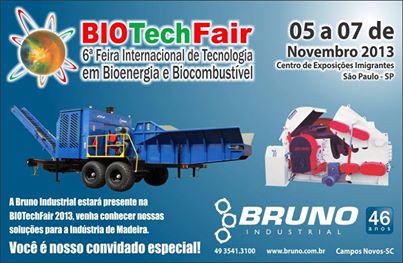 BIOTechFair
6ª Feira Internacional de Tecnologia
em Bioenergia e Biocombustível
05 a 07 de
Novembro 2013
Centro de Exposições Imigrantes
São Paulo - SP
A Bruno Industrial estará presente na
BIOTechFair 2013, venha conhecer nossas
soluções para a Indústria de Madeira.
Você é nosso convidado especial!
BRUNO
INDUSTRIAL
46
anos
49 3541.3100 www.bruno.com.br Campos Novos-SC